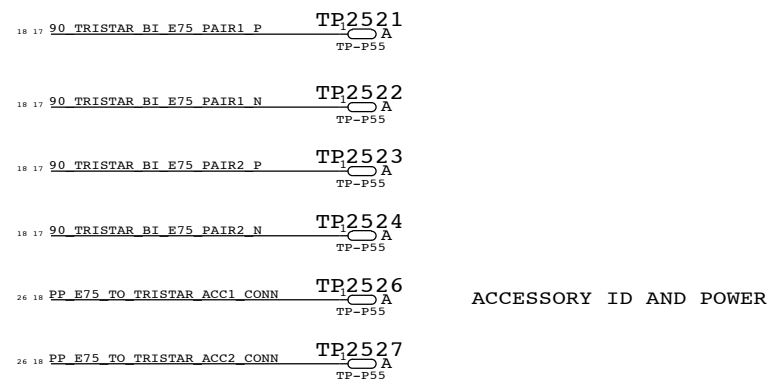 TP2521
18 17 90_TRISTAR_BI_E75_PAIR1_P 1 A
TP-P55
TP2522
18 17 90_TRISTAR_BI_E75_PAIR1_N 1 A
TP-P55
TP2523
18 17 90_TRISTAR_BI_E75_PAIR2_P 1 A
TP-P55
TP2524
18 17 90_TRISTAR_BI_E75_PAIR2_N 1 A
TP-P55
TP2526
26 18 PP_E75_TO_TRISTAR_ACC1_CONN 1 A ACCESSORY ID AND POWER
TP-P55
TP2527
26 18 PP_E75_TO_TRISTAR_ACC2_CONN 1 A
TP-P55